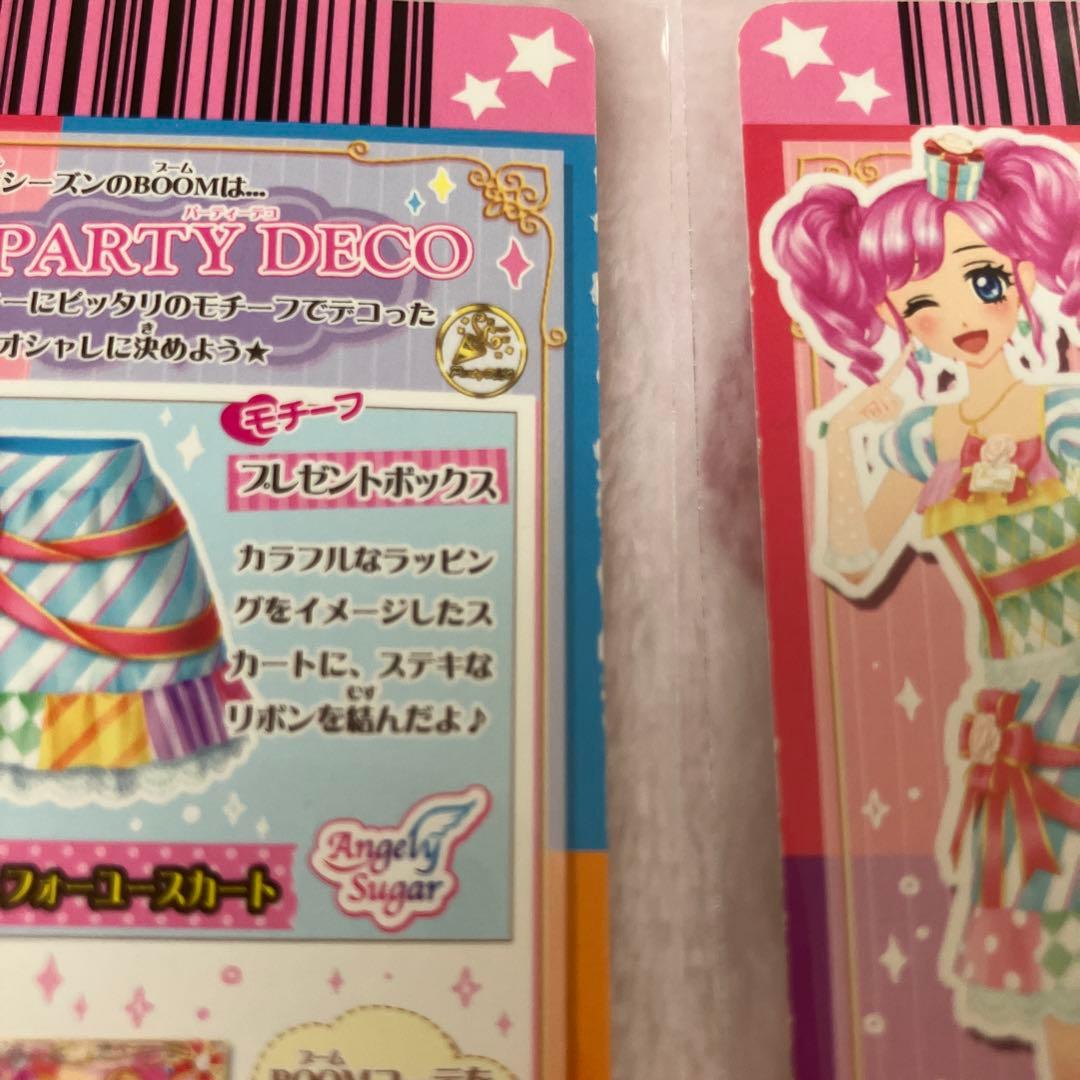 ブーム
シーズンのBOOMは...
パーティーデコ
PARTY DECO
ーにピッタリのモチーフでデコった
き
オシャレに決めよう★
モチーフ
プレゼントボックス
カラフルなラッピン
グをイメージしたス
カートに、ステキな
むす
リボンを結んだよ♪
Angely
Sugar
フォーユースカート
ブーム